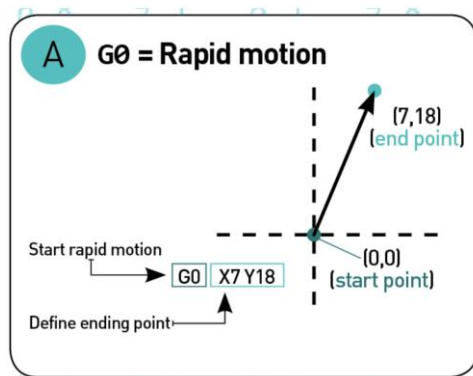 A
G0 = Rapid motion
(7,18)
(end point)
(0,0)
(start point)
Start rapid motion
G0 X7 Y18
Define ending point